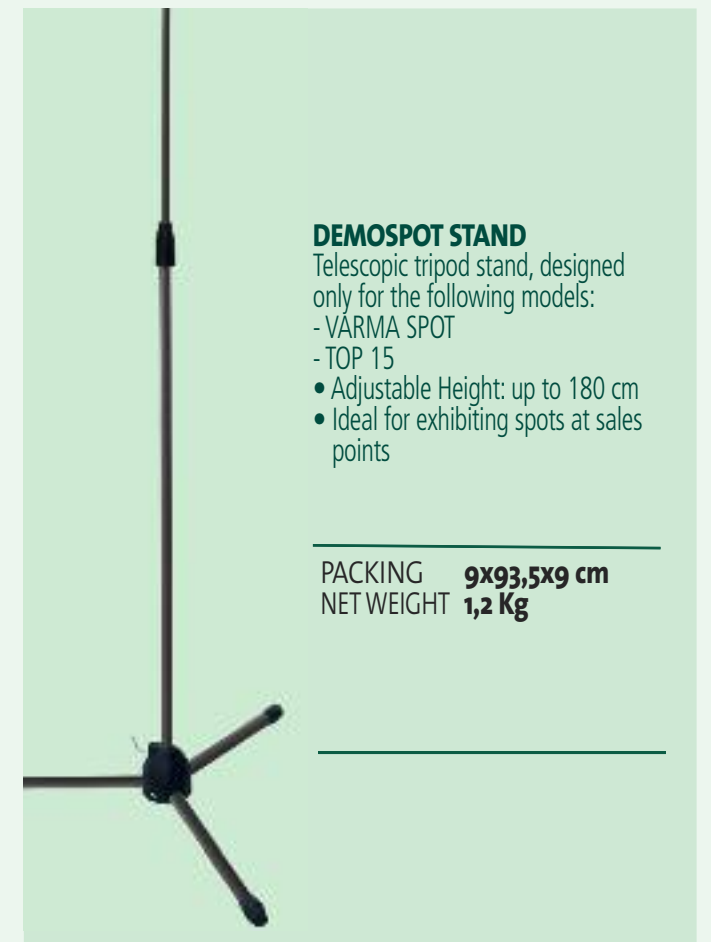 DEMOSPOT STAND
Telescopic tripod stand, designed
only for the following models:
- VARMA SPOT
- TOP 15
• Adjustable Height: up to 180 cm
• Ideal for exhibiting spots at sales
points
PACKING 9x93,5x9 cm
NET WEIGHT 1,2 Kg